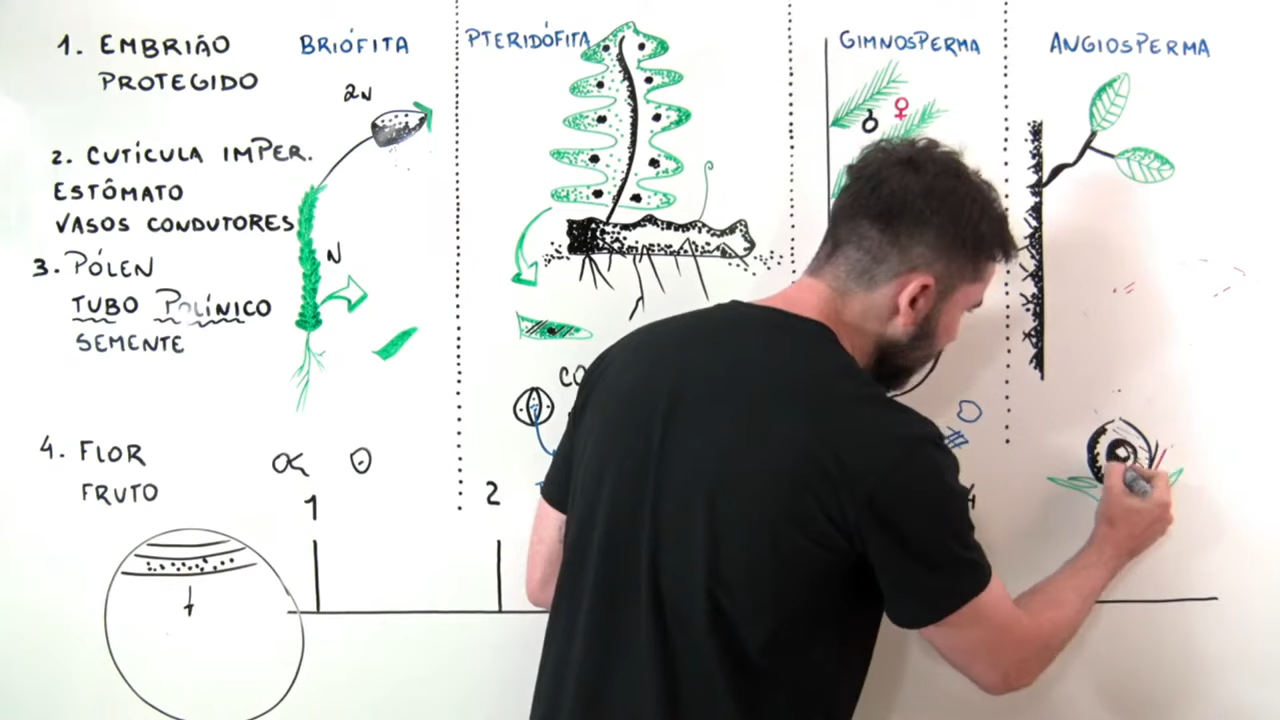 1. EMBRIÃO
PROTEGIDO
2. CUTÍCULA IMPER.
ESTÔMATO
VASOS CONDUTORES
3. PÓLEN
TUBO POLÍNICO
SEMENTE
4. FLOR
FRUTO
BRIÓFITA
2N
N
1
PTERIDÓFITA
CO
2
GIMNOSPERMA
♂ ♀
ANGIOSPERMA